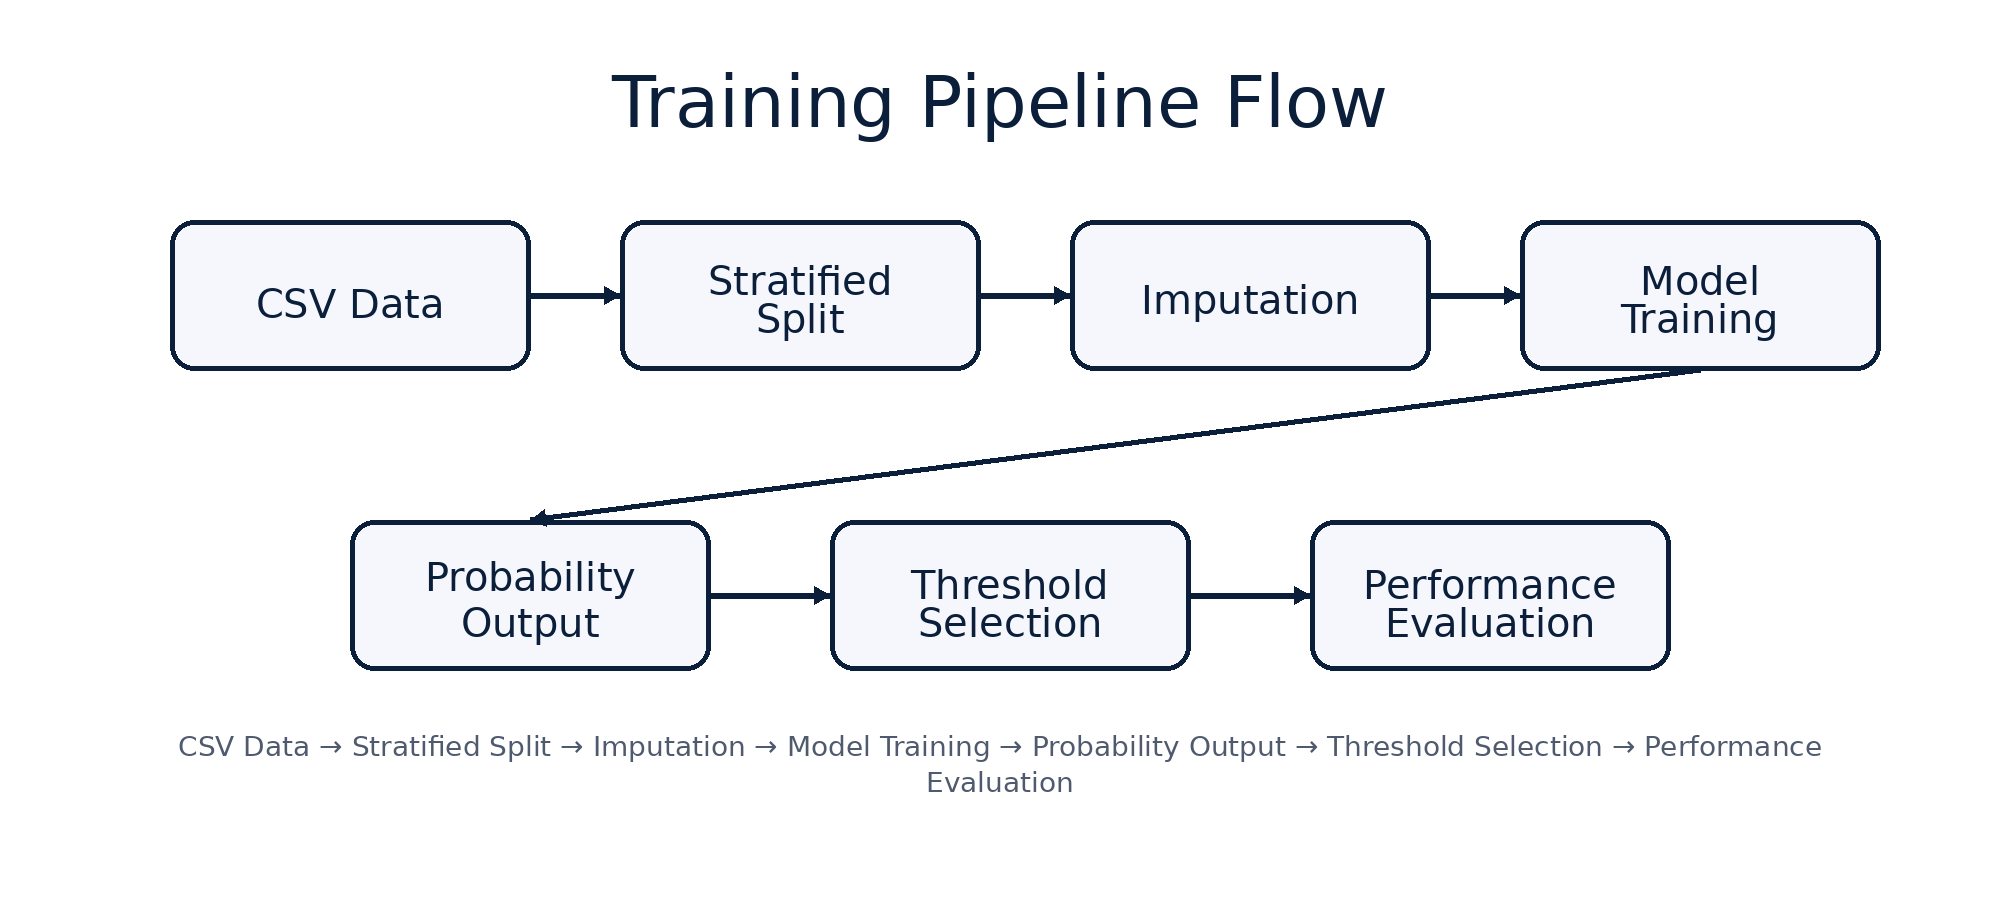 Training Pipeline Flow
CSV Data
Stratified
Split
Imputation
Model
Training
Probability
Output
Threshold
Selection
Performance
Evaluation
CSV Data → Stratified Split → Imputation → Model Training → Probability Output → Threshold Selection → Performance
Evaluation